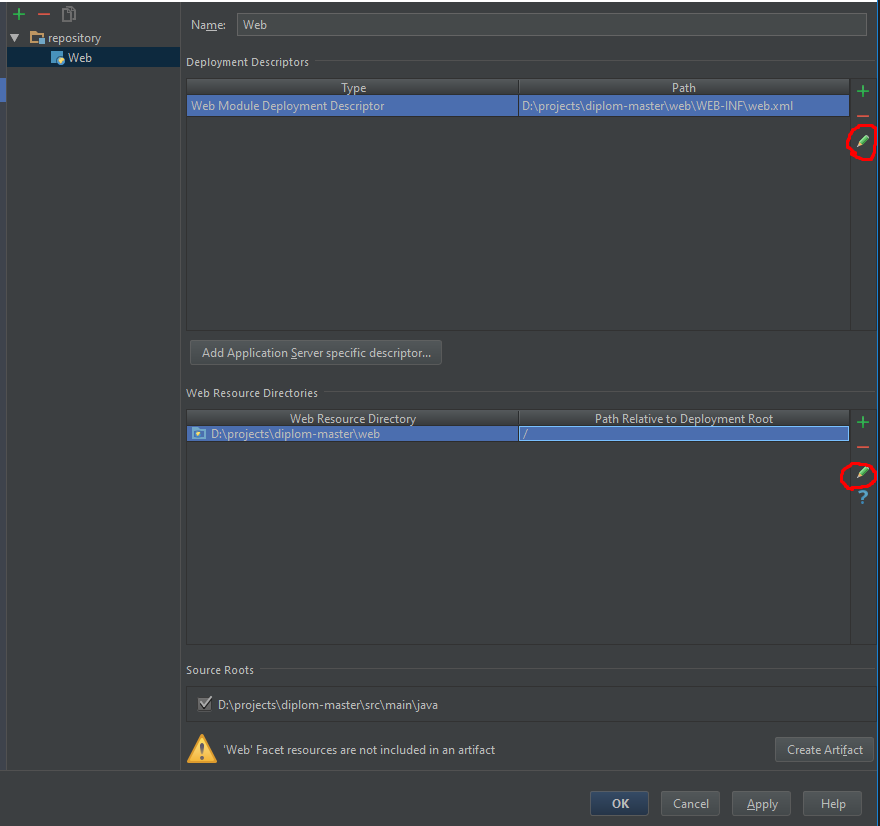 Name: Web
repository
Web
Deployment Descriptors
Type Path
Web Module Deployment Descriptor D:\projects\diplom-master\web\WEB-INF\web.xml
Add Application Server specific descriptor...
Web Resource Directories
Web Resource Directory Path Relative to Deployment Root
D:\projects\diplom-master\web /
?
Source Roots
D:\projects\diplom-master\src\main\java
'Web' Facet resources are not included in an artifact Create Artifact
OK Cancel Apply Help